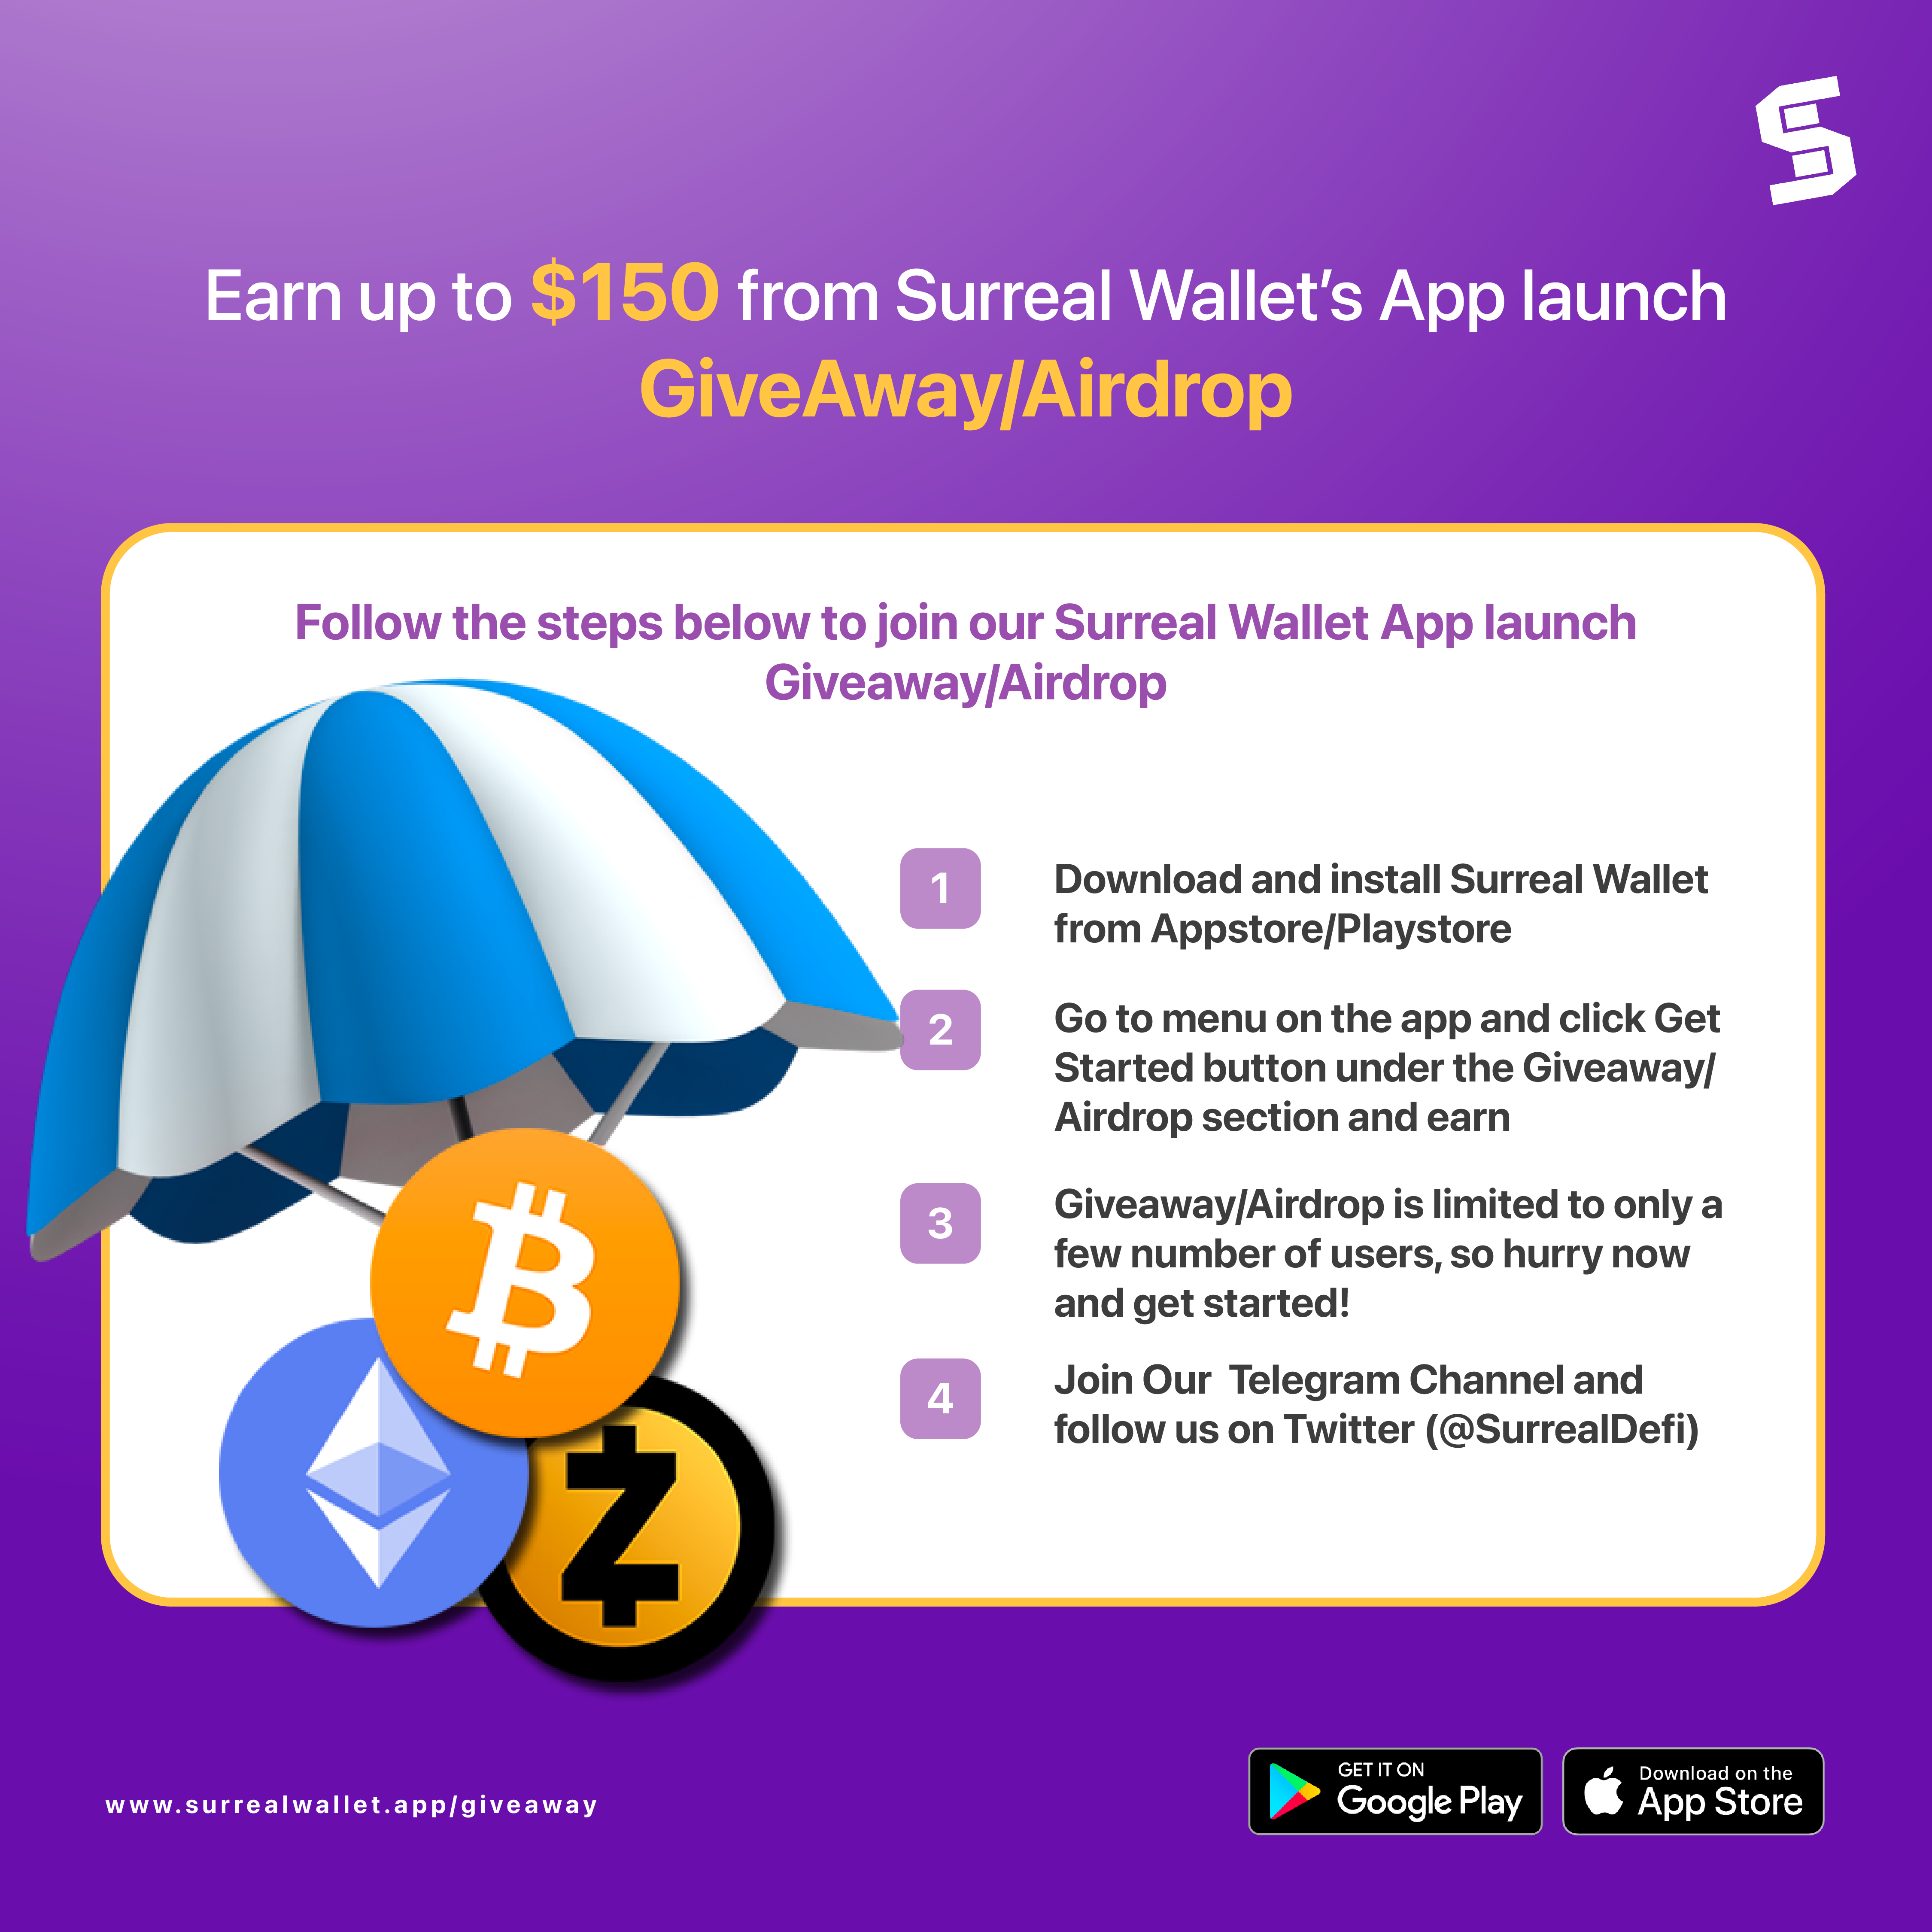 Earn up to $150 from Surreal Wallet’s App launch
GiveAway/Airdrop
Follow the steps below to join our Surreal Wallet App launch
Giveaway/Airdrop
1
Download and install Surreal Wallet
from Appstore/Playstore
2
Go to menu on the app and click Get
Started button under the Giveaway/
Airdrop section and earn
3
Giveaway/Airdrop is limited to only a
few number of users, so hurry now
and get started!
4
Join Our  Telegram Channel and
follow us on Twitter (@SurrealDefi)
www.surrealwallet.app/giveaway
GET IT ON
Google Play
Download on the
App Store